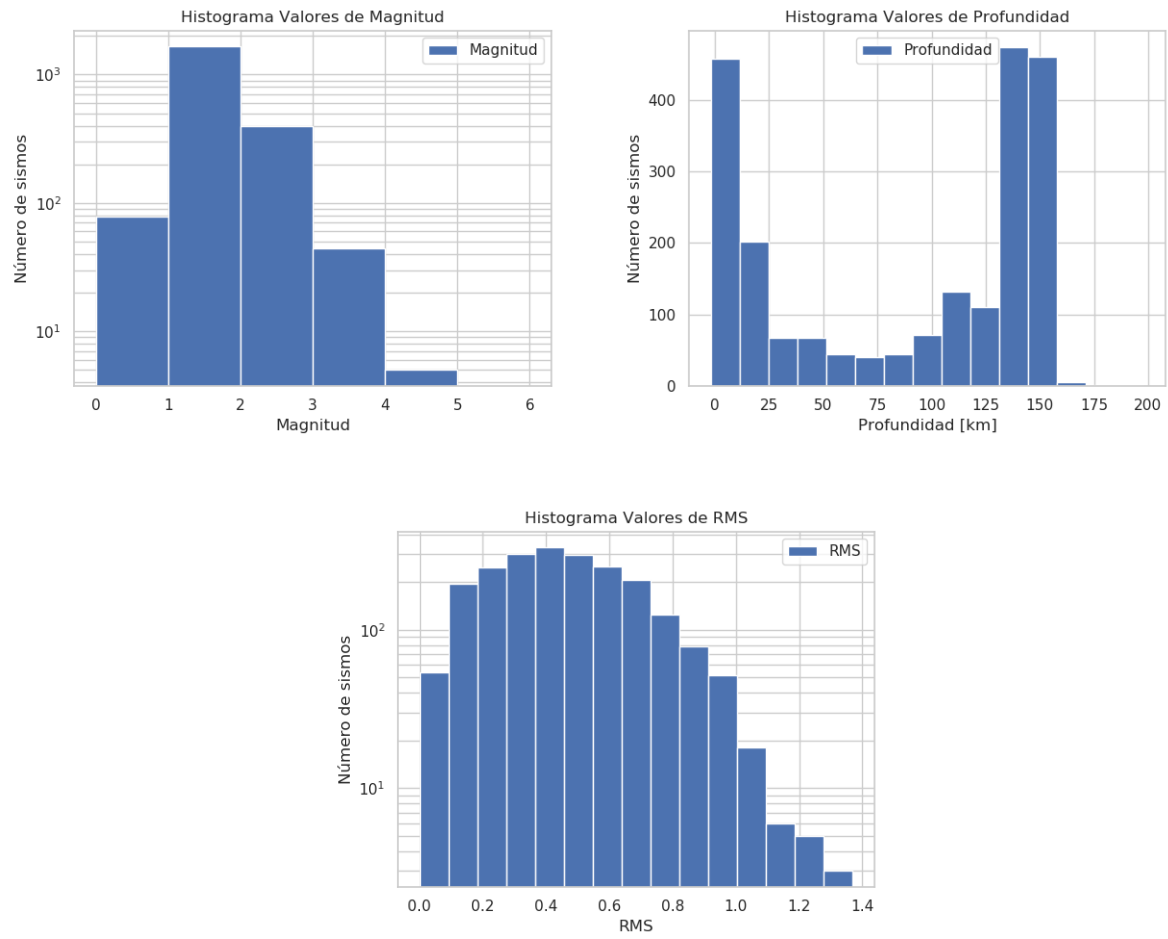 Histograma Valores de Magnitud
Magnitud
10³
10²
10¹
Número de sismos
0 1 2 3 4 5 6
Magnitud
Histograma Valores de Profundidad
Profundidad
400
300
200
100
0
Número de sismos
0 25 50 75 100 125 150 175 200
Profundidad [km]
Histograma Valores de RMS
RMS
10²
10¹
Número de sismos
0.0 0.2 0.4 0.6 0.8 1.0 1.2 1.4
RMS